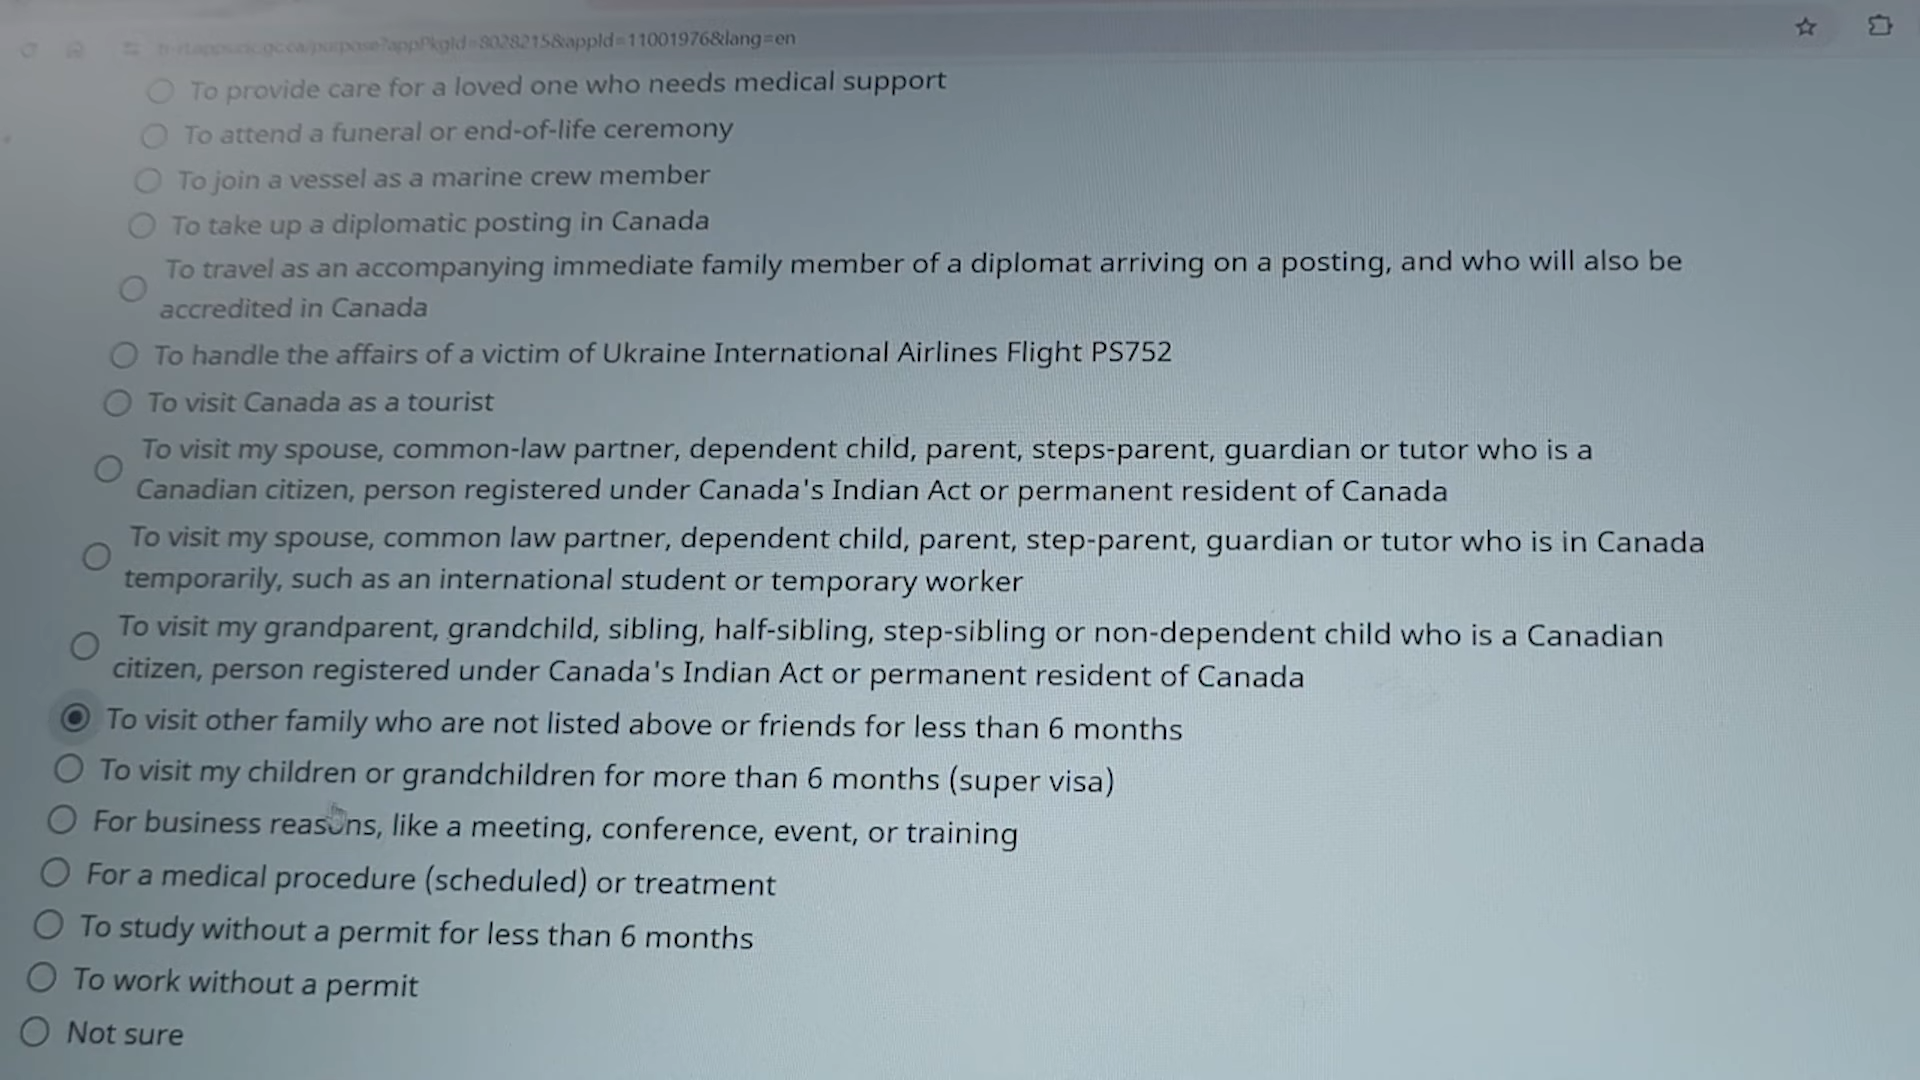 purpose?appPkgId=8028215&appId=11001976&lang=en
To provide care for a loved one who needs medical support
To attend a funeral or end-of-life ceremony
To join a vessel as a marine crew member
To take up a diplomatic posting in Canada
To travel as an accompanying immediate family member of a diplomat arriving on a posting, and who will also be
accredited in Canada
To handle the affairs of a victim of Ukraine International Airlines Flight PS752
To visit Canada as a tourist
To visit my spouse, common-law partner, dependent child, parent, steps-parent, guardian or tutor who is a
Canadian citizen, person registered under Canada's Indian Act or permanent resident of Canada
To visit my spouse, common law partner, dependent child, parent, step-parent, guardian or tutor who is in Canada
temporarily, such as an international student or temporary worker
To visit my grandparent, grandchild, sibling, half-sibling, step-sibling or non-dependent child who is a Canadian
citizen, person registered under Canada's Indian Act or permanent resident of Canada
To visit other family who are not listed above or friends for less than 6 months
To visit my children or grandchildren for more than 6 months (super visa)
For business reasons, like a meeting, conference, event, or training
For a medical procedure (scheduled) or treatment
To study without a permit for less than 6 months
To work without a permit
Not sure